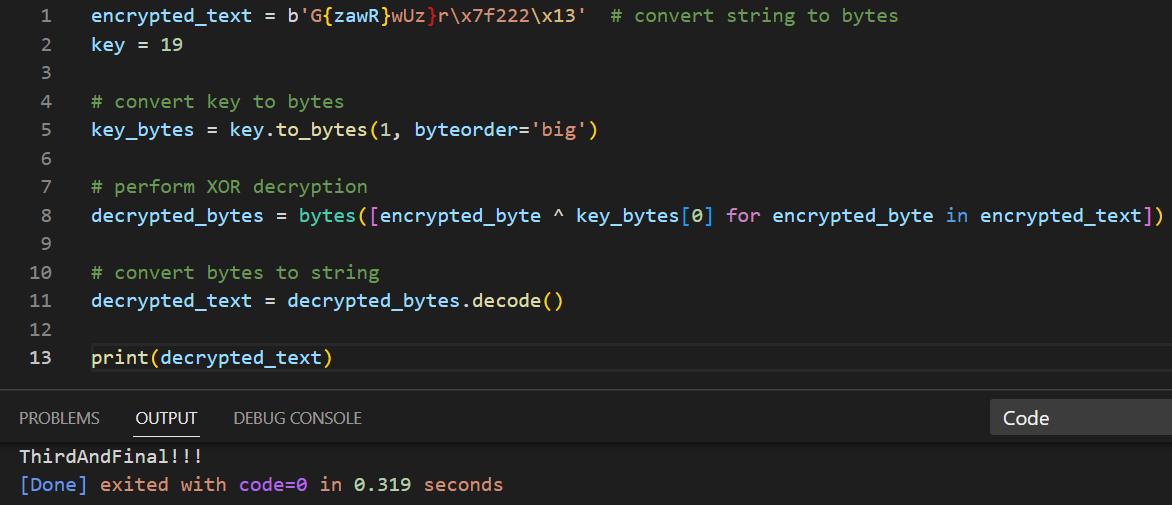 1 encrypted_text = b'G{zawR}wUz}r\x7f222\x13'  # convert string to bytes
2 key = 19
3
4 # convert key to bytes
5 key_bytes = key.to_bytes(1, byteorder='big')
6
7 # perform XOR decryption
8 decrypted_bytes = bytes([encrypted_byte ^ key_bytes[0] for encrypted_byte in encrypted_text])
9
10 # convert bytes to string
11 decrypted_text = decrypted_bytes.decode()
12
13 print(decrypted_text)
PROBLEMS OUTPUT DEBUG CONSOLE Code
ThirdAndFinal!!!
[Done] exited with code=0 in 0.319 seconds